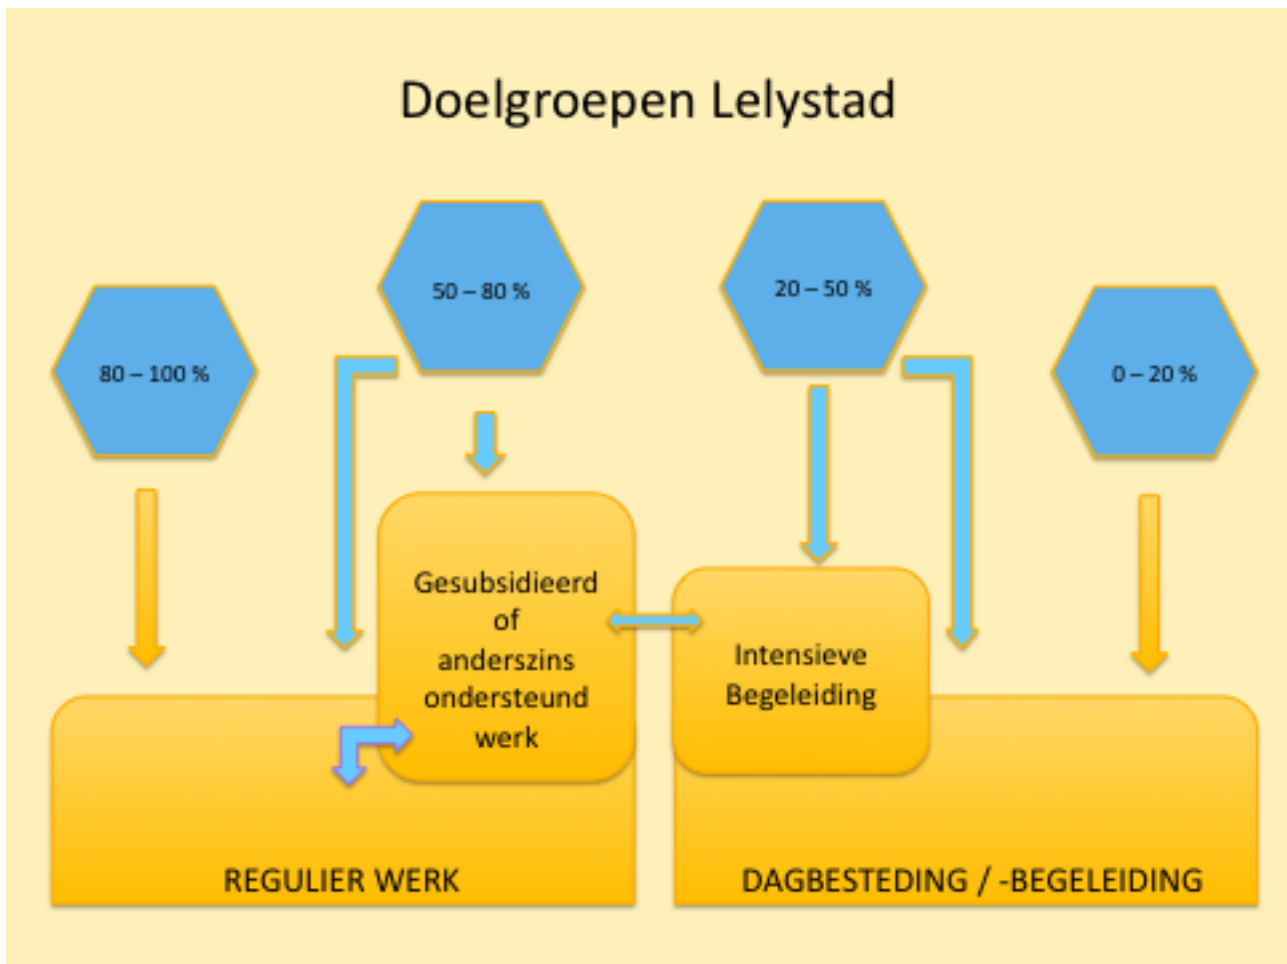 Doelgroepen Lelystad
50 – 80 %
20 – 50 %
80 – 100 %
0 – 20 %
Gesubsidieerd
of
anderszins
ondersteund
werk
Intensieve
Begeleiding
REGULIER WERK
DAGBESTEDING / -BEGELEIDING